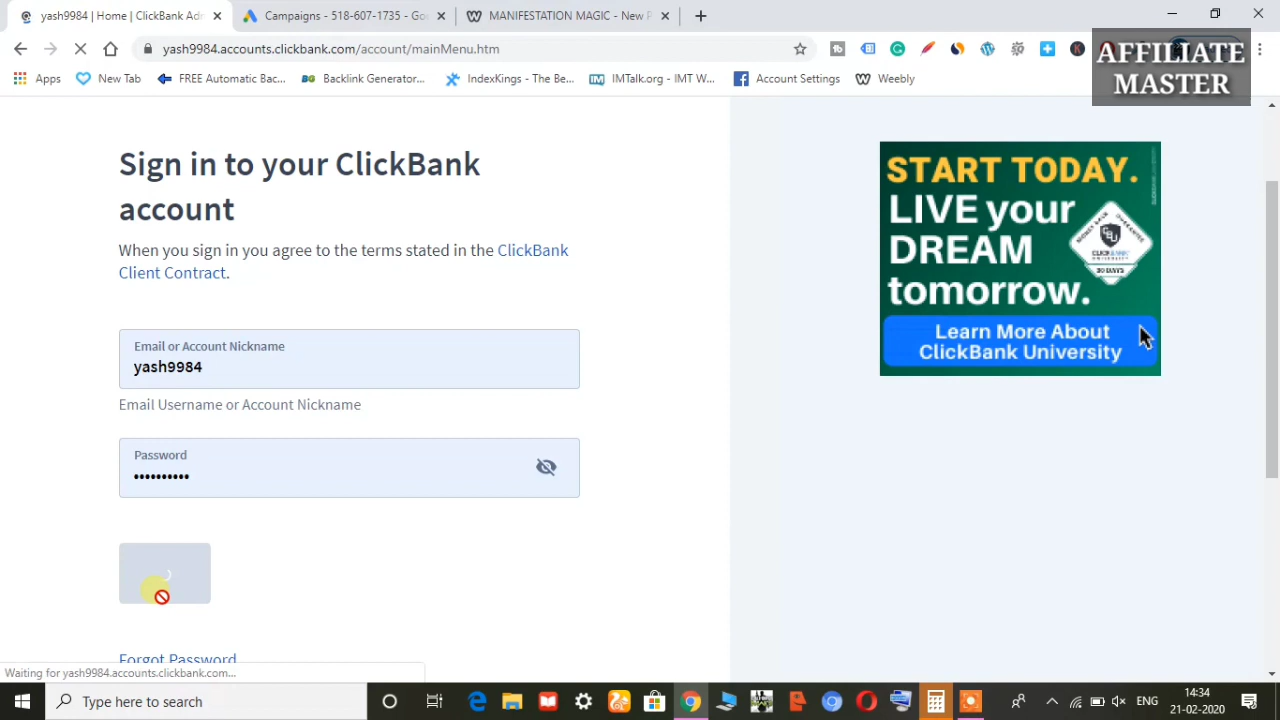 yash9984 | Home | ClickBank Ad
Campaigns - 518-607-1735 - Go
MANIFESTATION MAGIC - New P
yash9984.accounts.clickbank.com/account/mainMenu.htm
Apps
New Tab
FREE Automatic Bac...
Backlink Generator...
IndexKings - The Be...
IMTalk.org - IMT W...
Account Settings
Weebly
AFFILIATE
MASTER
Sign in to your ClickBank
account
When you sign in you agree to the terms stated in the ClickBank
Client Contract.
Email or Account Nickname
yash9984
Email Username or Account Nickname
Password
••••••••••
Forgot Password
START TODAY.
LIVE your
DREAM
tomorrow.
CBU
30 DAYS
Learn More About
ClickBank University
Waiting for yash9984.accounts.clickbank.com...
Type here to search
ENG
14:34
21-02-2020